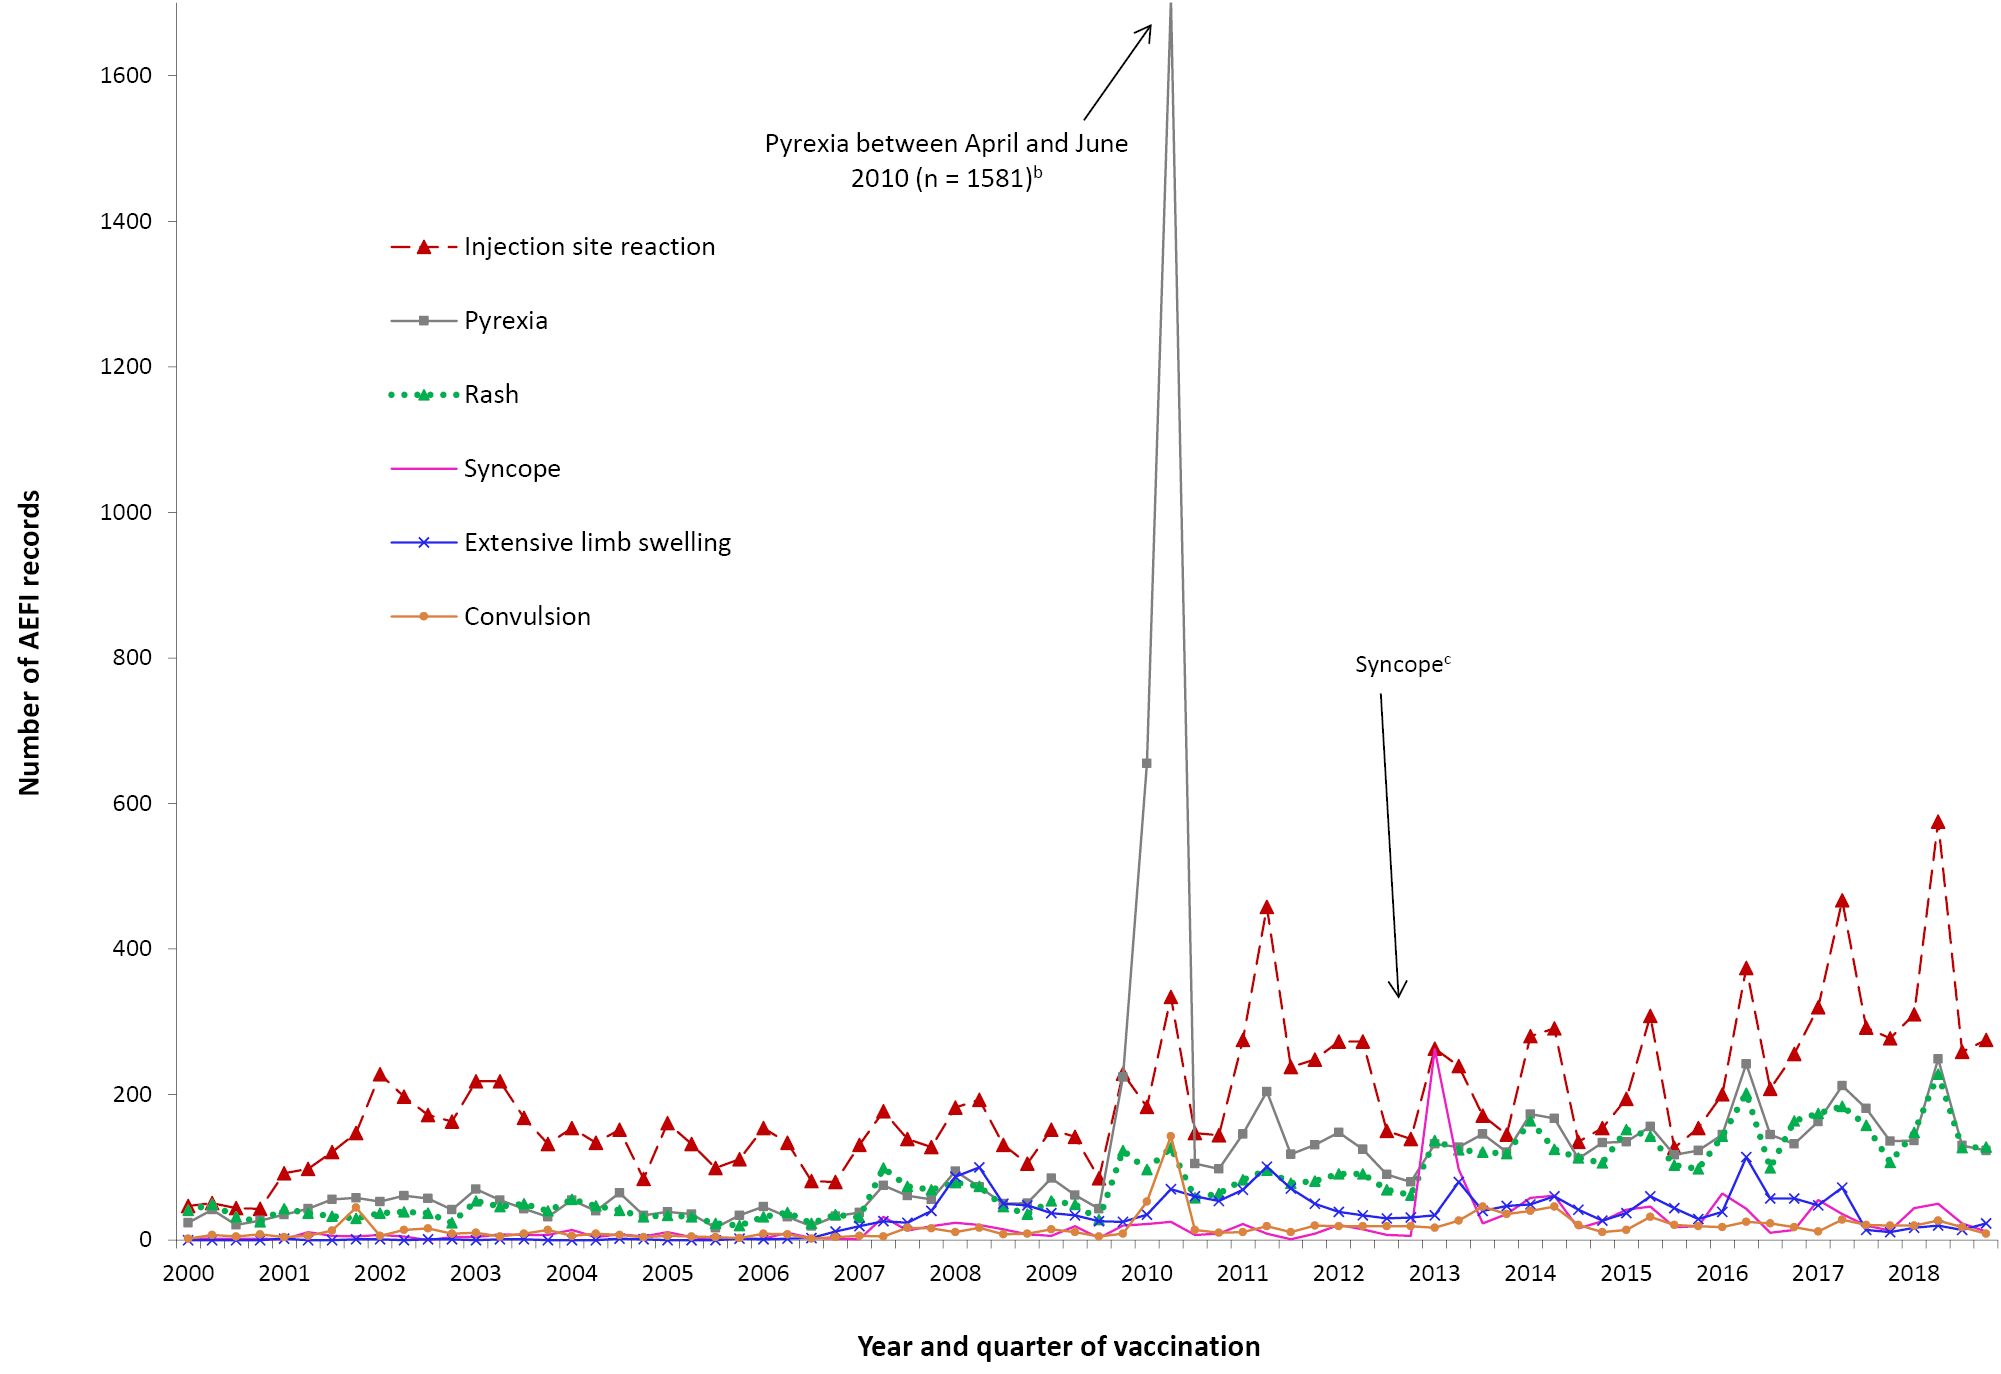 1600
Pyrexia between April and June
2010 (n = 1581)b
1400
Injection site reaction
Pyrexia
1200
Rash
Syncope
1000
Extensive limb swelling
Convulsion
800
Syncopec
600
400
200
0
Number of AEFI records
2000 2001 2002 2003 2004 2005 2006 2007 2008 2009 2010 2011 2012 2013 2014 2015 2016 2017 2018
Year and quarter of vaccination